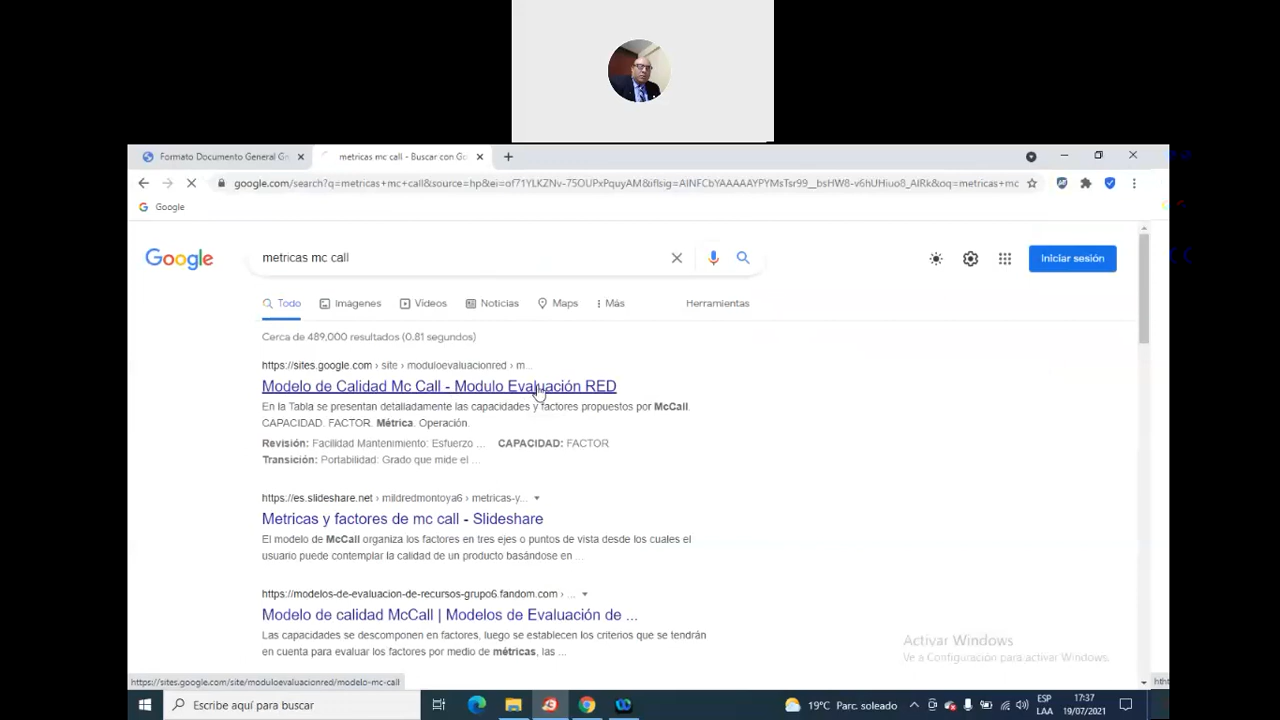 Formato Documento General Gn
metricas mc call - Buscar con Go
google.com/search?q=metricas+mc+call&source=hp&ei=of71YLKZNv-75OUPxPquyAM&iflsig=AINFCbYAAAAAYPYMsTsr99__bsHW8-v6hUHiuo8_AIRk&oq=metricas+mc
Google
Google
metricas mc call
Iniciar sesión
Todo
Imágenes
Vídeos
Noticias
Maps
Más
Herramientas
Cerca de 489,000 resultados (0.81 segundos)
https://sites.google.com › site › moduloevaluacionred › m...
Modelo de Calidad Mc Call - Modulo Evaluación RED
En la Tabla se presentan detalladamente las capacidades y factores propuestos por McCall.
CAPACIDAD. FACTOR. Métrica. Operación.
Revisión: Facilidad Mantenimiento: Esfuerzo ... CAPACIDAD: FACTOR
Transición: Portabilidad: Grado que mide el ...
https://es.slideshare.net › mildredmontoya6 › metricas-y...
Metricas y factores de mc call - Slideshare
El modelo de McCall organiza los factores en tres ejes o puntos de vista desde los cuales el
usuario puede contemplar la calidad de un producto basándose en ...
https://modelos-de-evaluacion-de-recursos-grupo6.fandom.com › ...
Modelo de calidad McCall | Modelos de Evaluación de ...
Las capacidades se descomponen en factores, luego se establecen los criterios que se tendrán
en cuenta para evaluar los factores por medio de métricas, las ...
Activar Windows
Ve a Configuración para activar Windows.
https://sites.google.com/site/moduloevaluacionred/modelo-mc-call
Escribe aquí para buscar
19°C Parc. soleado
ESP
LAA
17:37
19/07/2021